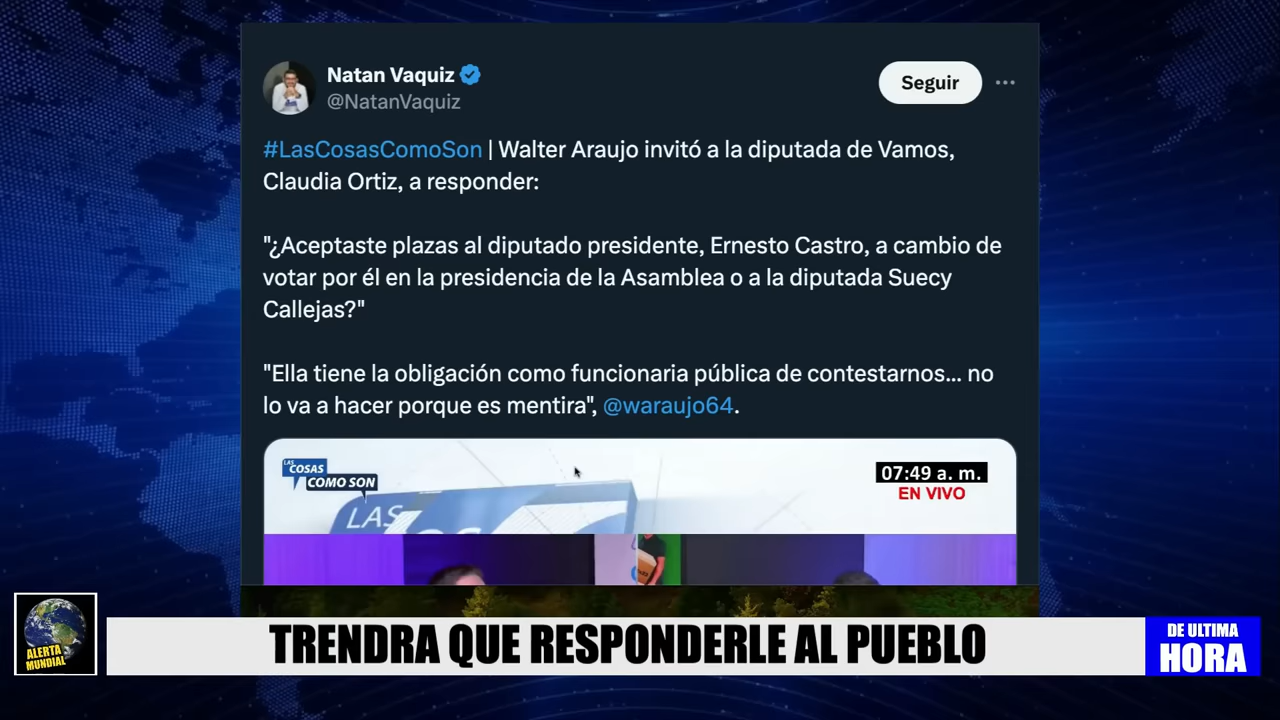 Natan Vaquiz
@NatanVaquiz
Seguir
#LasCosasComoSon | Walter Araujo invitó a la diputada de Vamos,
Claudia Ortiz, a responder:
"¿Aceptaste plazas al diputado presidente, Ernesto Castro, a cambio de
votar por él en la presidencia de la Asamblea o a la diputada Suecy
Callejas?"
"Ella tiene la obligación como funcionaria pública de contestarnos... no
lo va a hacer porque es mentira", @waraujo64.
LAS
COSAS
COMO SON
07:49 a. m.
EN VIVO
LAS
ALERTA
MUNDIAL
TRENDRA QUE RESPONDERLE AL PUEBLO
DE ULTIMA
HORA